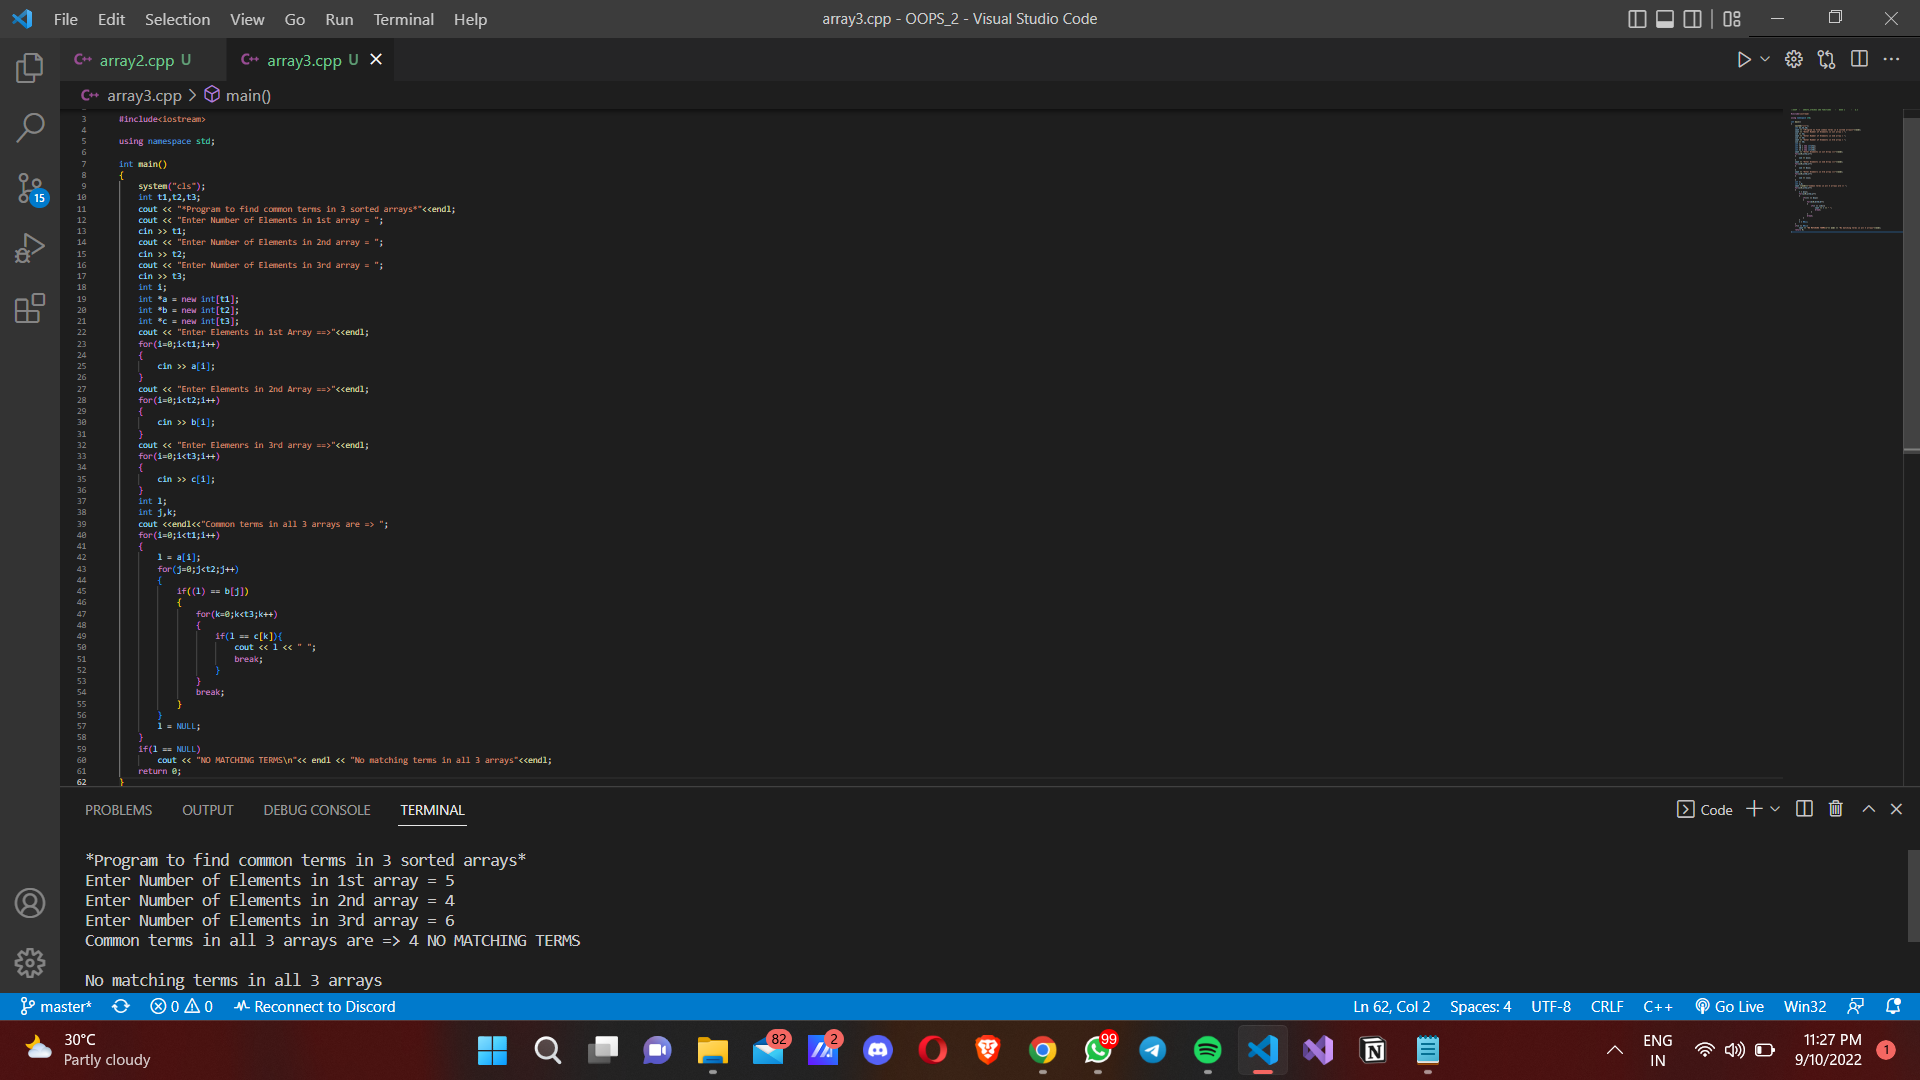 File Edit Selection View Go Run Terminal Help
array3.cpp - OOPS_2 - Visual Studio Code
C++ array2.cpp U
C++ array3.cpp U
C++ array3.cpp > main()
3 #include<iostream>
4
5 using namespace std;
6
7 int main()
8 {
9 system("cls");
10 int t1,t2,t3;
11 cout << "*Program to find common terms in 3 sorted arrays*"<<endl;
12 cout << "Enter Number of Elements in 1st array = ";
13 cin >> t1;
14 cout << "Enter Number of Elements in 2nd array = ";
15 cin >> t2;
16 cout << "Enter Number of Elements in 3rd array = ";
17 cin >> t3;
18 int i;
19 int *a = new int[t1];
20 int *b = new int[t2];
21 int *c = new int[t3];
22 cout << "Enter Elements in 1st Array ==>"<<endl;
23 for(i=0;i<t1;i++)
24 {
25 cin >> a[i];
26 }
27 cout << "Enter Elements in 2nd Array ==>"<<endl;
28 for(i=0;i<t2;i++)
29 {
30 cin >> b[i];
31 }
32 cout << "Enter Elemenrs in 3rd array ==>"<<endl;
33 for(i=0;i<t3;i++)
34 {
35 cin >> c[i];
36 }
37 int l;
38 int j,k;
39 cout <<endl<<"Common terms in all 3 arrays are => ";
40 for(i=0;i<t1;i++)
41 {
42 l = a[i];
43 for(j=0;j<t2;j++)
44 {
45 if((l) == b[j])
46 {
47 for(k=0;k<t3;k++)
48 {
49 if(l == c[k]){
50 cout << l << " ";
51 break;
52 }
53 }
54 break;
55 }
56 }
57 l = NULL;
58 }
59 if(l == NULL)
60 cout << "NO MATCHING TERMS\n"<< endl << "No matching terms in all 3 arrays"<<endl;
61 return 0;
62 }
15
PROBLEMS OUTPUT DEBUG CONSOLE TERMINAL
Code
*Program to find common terms in 3 sorted arrays*
Enter Number of Elements in 1st array = 5
Enter Number of Elements in 2nd array = 4
Enter Number of Elements in 3rd array = 6
Common terms in all 3 arrays are => 4 NO MATCHING TERMS
No matching terms in all 3 arrays
master* 0 0 Reconnect to Discord
Ln 62, Col 2 Spaces: 4 UTF-8 CRLF C++ Go Live Win32
30°C
Partly cloudy
82
2
99
ENG
IN
11:27 PM
9/10/2022
1